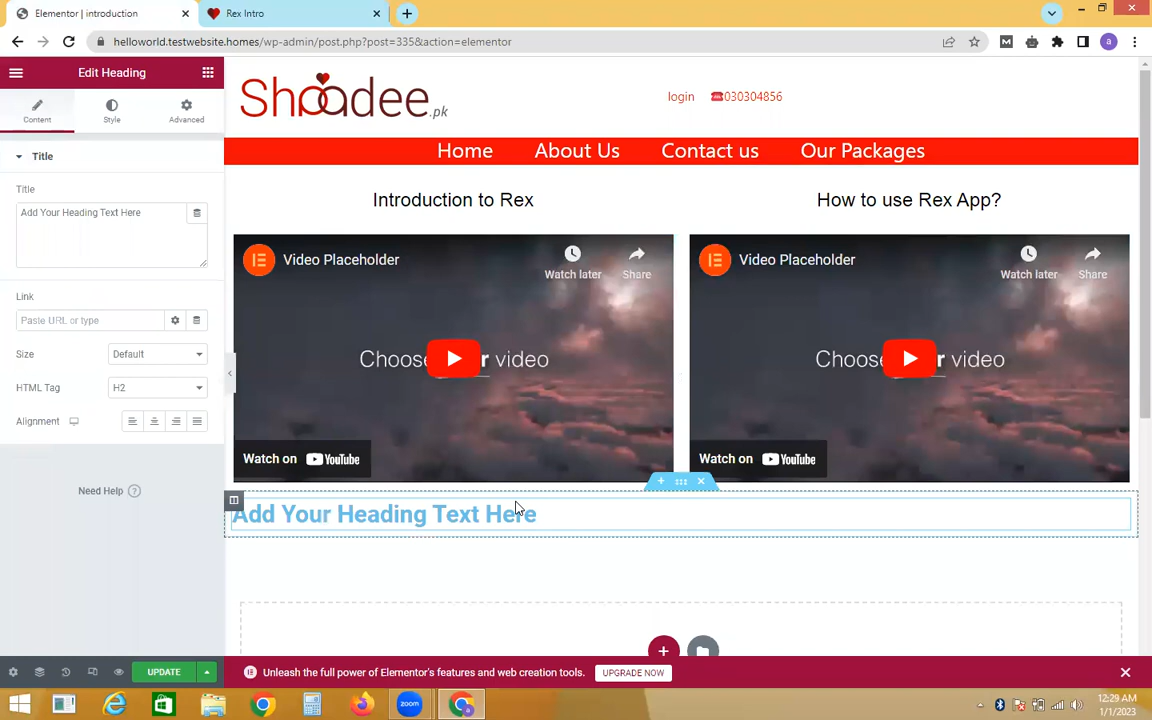 Elementor | introduction
Rex Intro
helloworld.testwebsite.homes/wp-admin/post.php?post=335&action=elementor
Edit Heading
Content
Style
Advanced
Title
Title
Add Your Heading Text Here
Link
Paste URL or type
Size
Default
HTML Tag
H2
Alignment
Need Help
UPDATE
Shaadee.pk
login
030304856
Home
About Us
Contact us
Our Packages
Introduction to Rex
How to use Rex App?
Video Placeholder
Watch later
Share
Choose video
Watch on YouTube
Video Placeholder
Watch later
Share
Choose video
Watch on YouTube
Add Your Heading Text Here
Unleash the full power of Elementor's features and web creation tools.
UPGRADE NOW
zoom
12:29 AM
1/1/2023